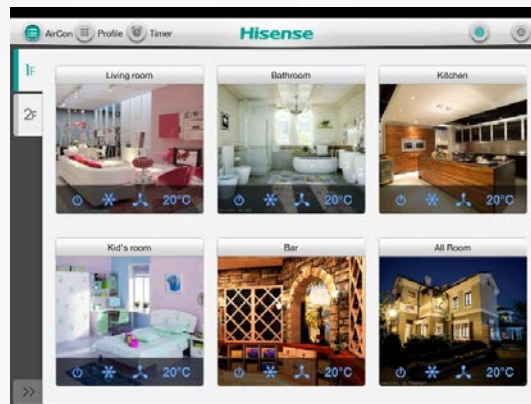 AirCon Profile Timer Hisense
1F
2F
Living room Bathroom Kitchen
20°C 20°C 20°C
Kid's room Bar All Room
20°C 20°C 20°C